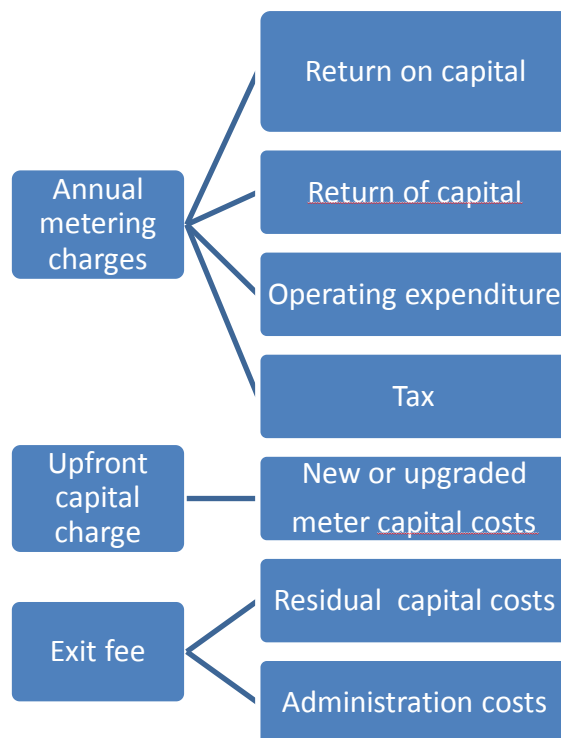 Annual
metering
charges
Return on capital
Return of capital
Operating expenditure
Tax
Upfront
capital
charge
New or upgraded
meter capital costs
Exit fee
Residual capital costs
Administration costs